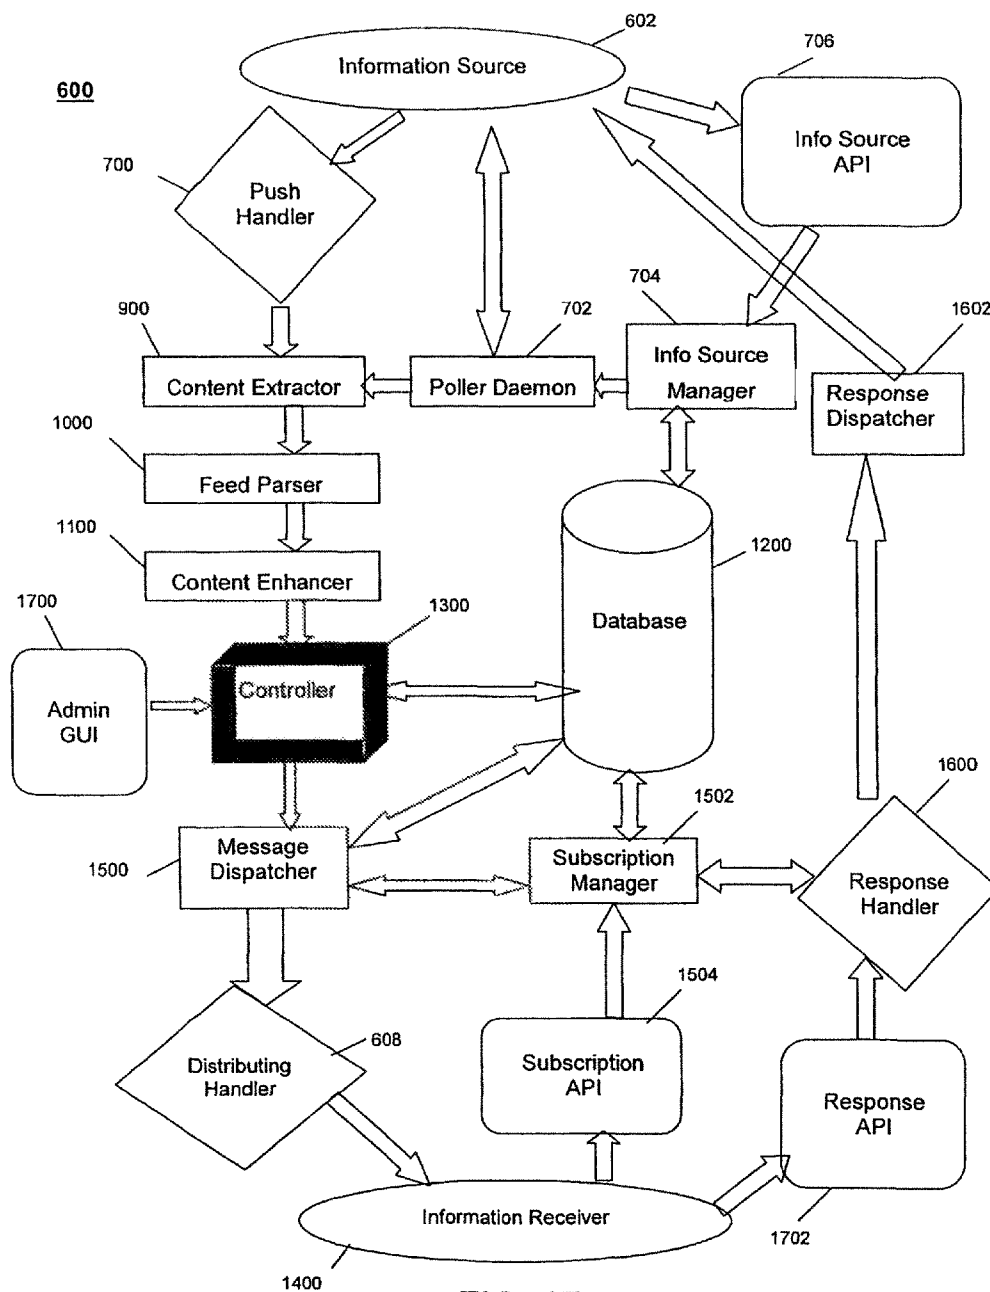 602
Information Source
706
600
Info Source
API
700
Push
Handler
704
900
702
1602
Info Source
Manager
Content Extractor
Poller Daemon
Response
Dispatcher
1000
Feed Parser
1100
1200
Content Enhancer
1700
1300
Database
Controller
Admin
GUI
1502
1600
Message
Dispatcher
1500
Subscription
Manager
Response
Handler
1504
608
Distributing
Handler
Subscription
API
Response
API
Information Receiver
1702
1400